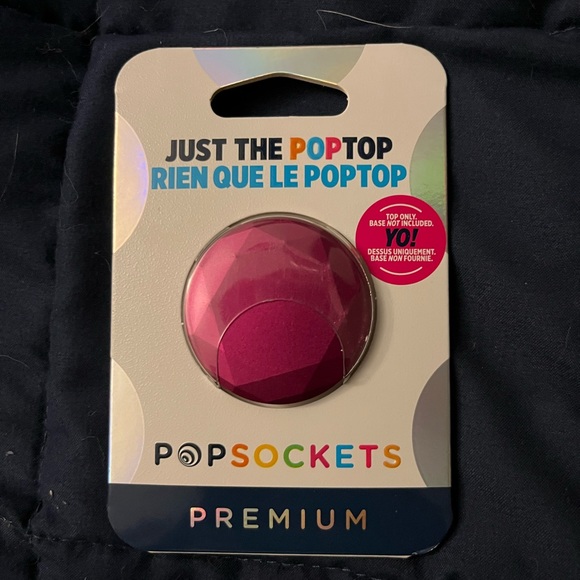 JUST THE POPTOP
RIEN QUE LE POPTOP
TOP ONLY.
BASE NOT INCLUDED.
YO!
DESSUS UNIQUEMENT.
BASE NON FOURNIE.
POPSOCKETS
PREMIUM